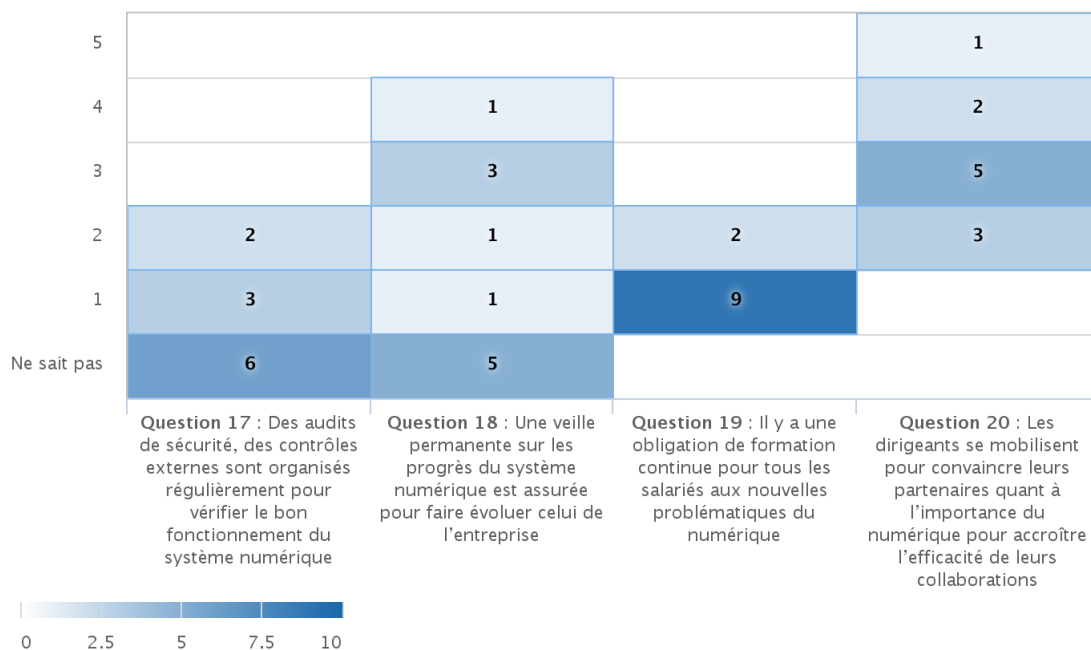 5
1
4
1
2
3
3
5
2
2
1
2
3
1
3
1
9
Ne sait pas
6
5
Question 17 : Des audits
de sécurité, des contrôles
externes sont organisés
régulièrement pour
vérifier le bon
fonctionnement du
système numérique
Question 18 : Une veille
permanente sur les
progrès du système
numérique est assurée
pour faire évoluer celui de
l’entreprise
Question 19 : Il y a une
obligation de formation
continue pour tous les
salariés aux nouvelles
problématiques du
numérique
Question 20 : Les
dirigeants se mobilisent
pour convaincre leurs
partenaires quant à
l’importance du
numérique pour accroître
l’efficacité de leurs
collaborations
0
2.5
5
7.5
10